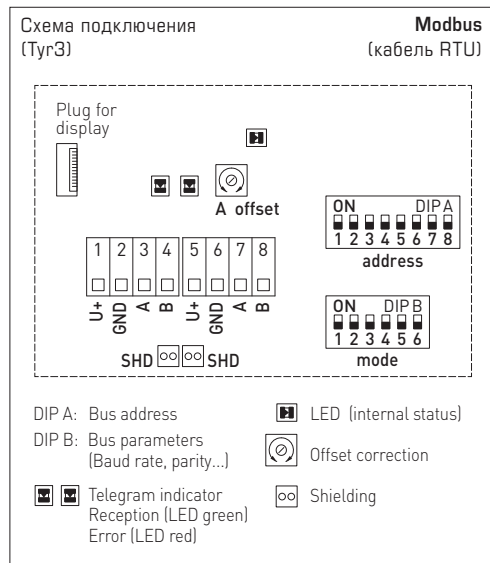 Схема подключения
Modbus
(Tyr3)
(кабель RTU)
Plug for
display
A offset
ON DIP A
1 2 3 4 5 6 7 8
address
1 2 3 4 5 6 7 8
U+ GND A B U+ GND A B
ON DIP B
1 2 3 4 5 6
mode
SHD SHD
DIP A: Bus address
LED (internal status)
DIP B: Bus parameters
(Baud rate, parity...)
Offset correction
Telegram indicator
Reception (LED green)
Error (LED red)
Shielding